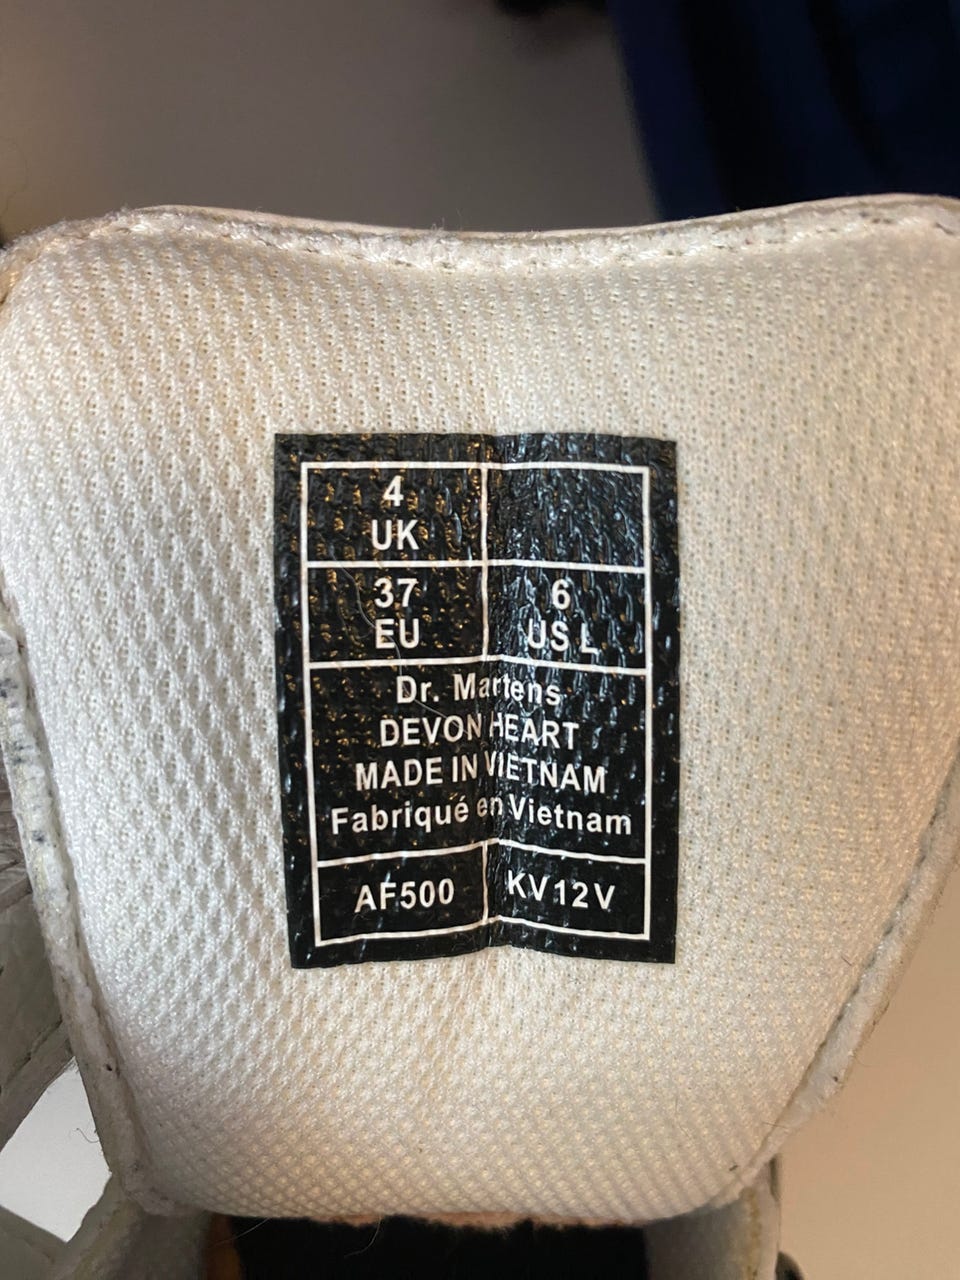 4
UK
37
EU
6
US L
Dr. Martens
DEVON HEART
MADE IN VIETNAM
Fabriqué en Vietnam
AF500
KV12V